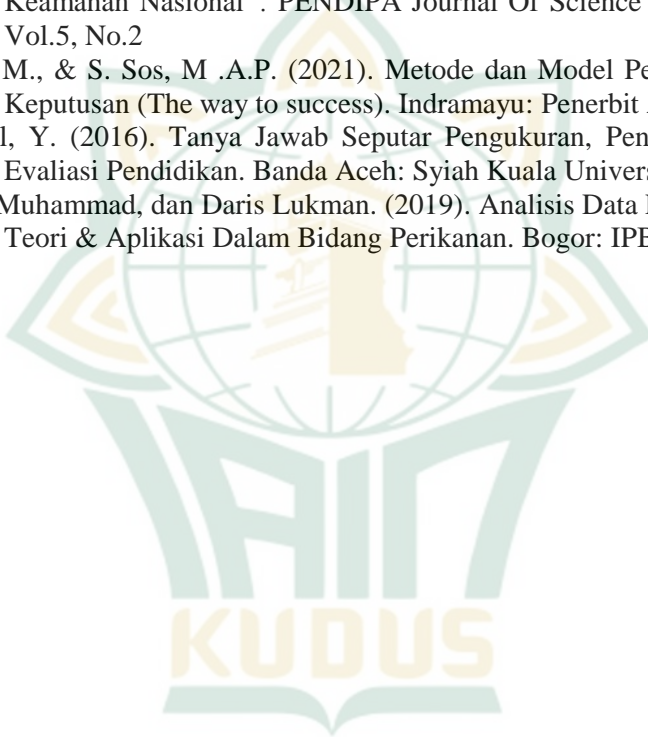 Keamanan Nasional". PENDIPA Journal Of Science
Vol.5, No.2
M., & S. Sos, M .A.P. (2021). Metode dan Model Pe
Keputusan (The way to success). Indramayu: Penerbit
l, Y. (2016). Tanya Jawab Seputar Pengukuran, Pen
Evaliasi Pendidikan. Banda Aceh: Syiah Kuala Univers
Muhammad, dan Daris Lukman. (2019). Analisis Data
Teori & Aplikasi Dalam Bidang Perikanan. Bogor: IPB
IAIN
KUDUS